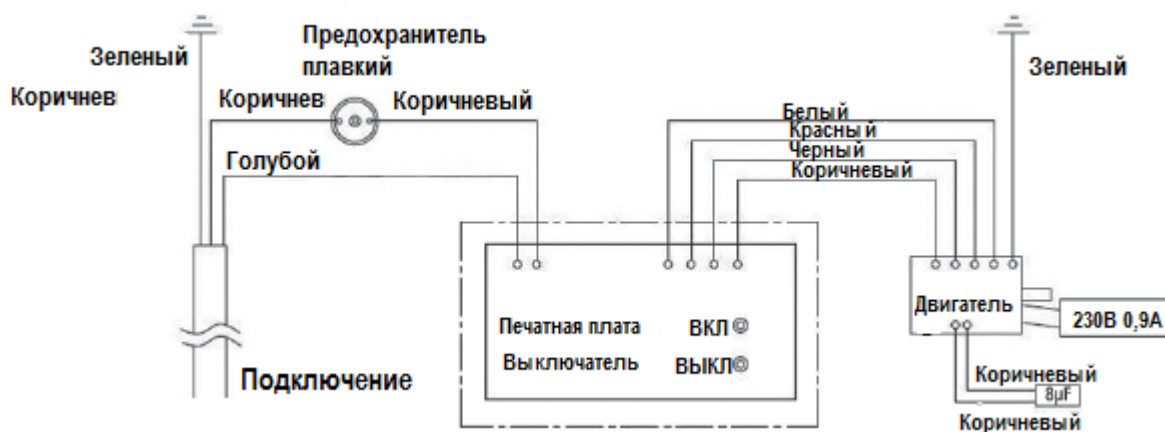 Предохранитель
плавкий
Зеленый
Коричнев
Коричнев
Коричневый
Голубой
Белый
Красный
Черный
Коричневый
Зеленый
Печатная плата
ВКЛ
Выключатель
ВЫКЛ
Подключение
Двигатель
230В 0,9А
Коричневый
8µF
Коричневый